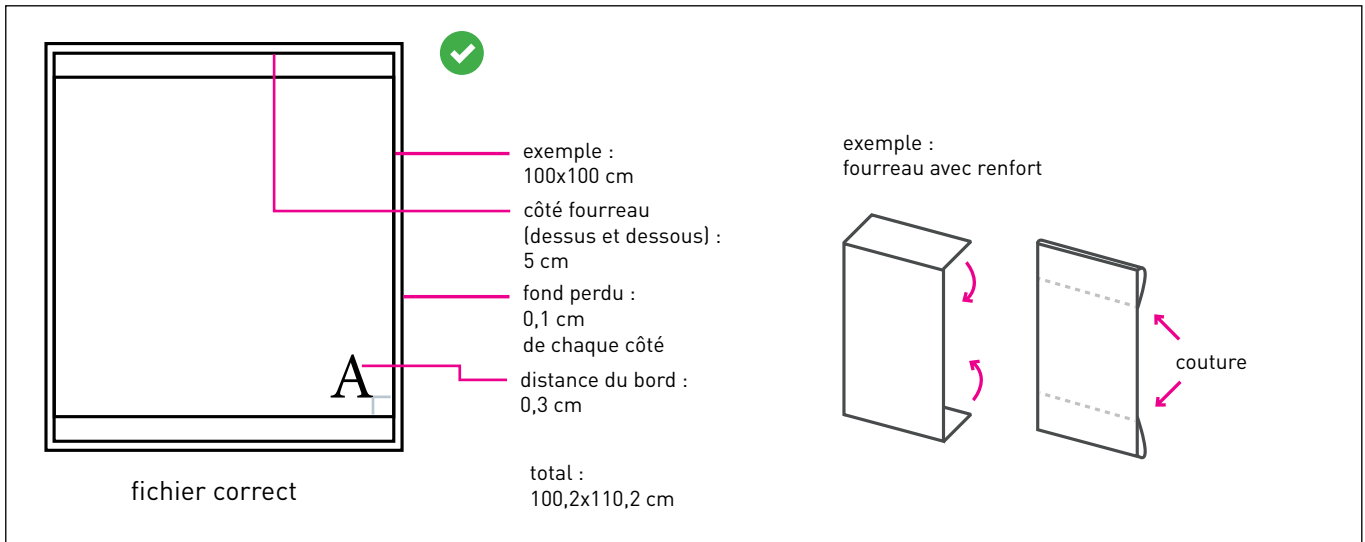 exemple :
100x100 cm
côté fourreau
(dessus et dessous) :
5 cm
fond perdu :
0,1 cm
de chaque côté
A
distance du bord :
0,3 cm
total :
100,2x110,2 cm
fichier correct
exemple :
fourreau avec renfort
couture